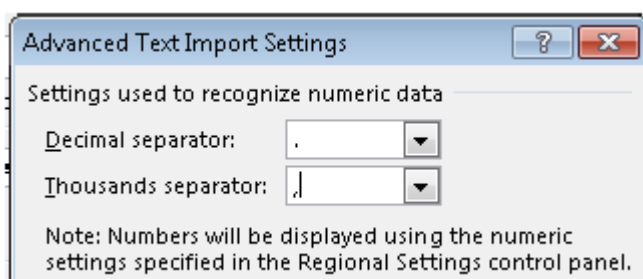 Advanced Text Import Settings
Settings used to recognize numeric data
Decimal separator: .
Thousands separator: ,
Note: Numbers will be displayed using the numeric
settings specified in the Regional Settings control panel.